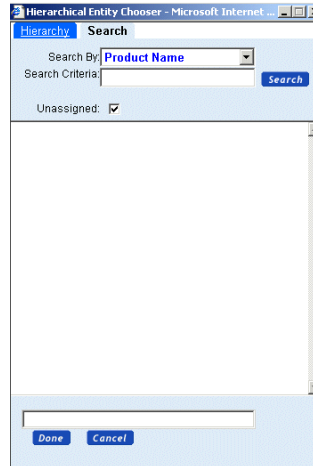 Hierarchical Entity Chooser - Microsoft Internet ...
Hierarchy Search
Search By: Product Name
Search Criteria:
Search
Unassigned:
Done Cancel